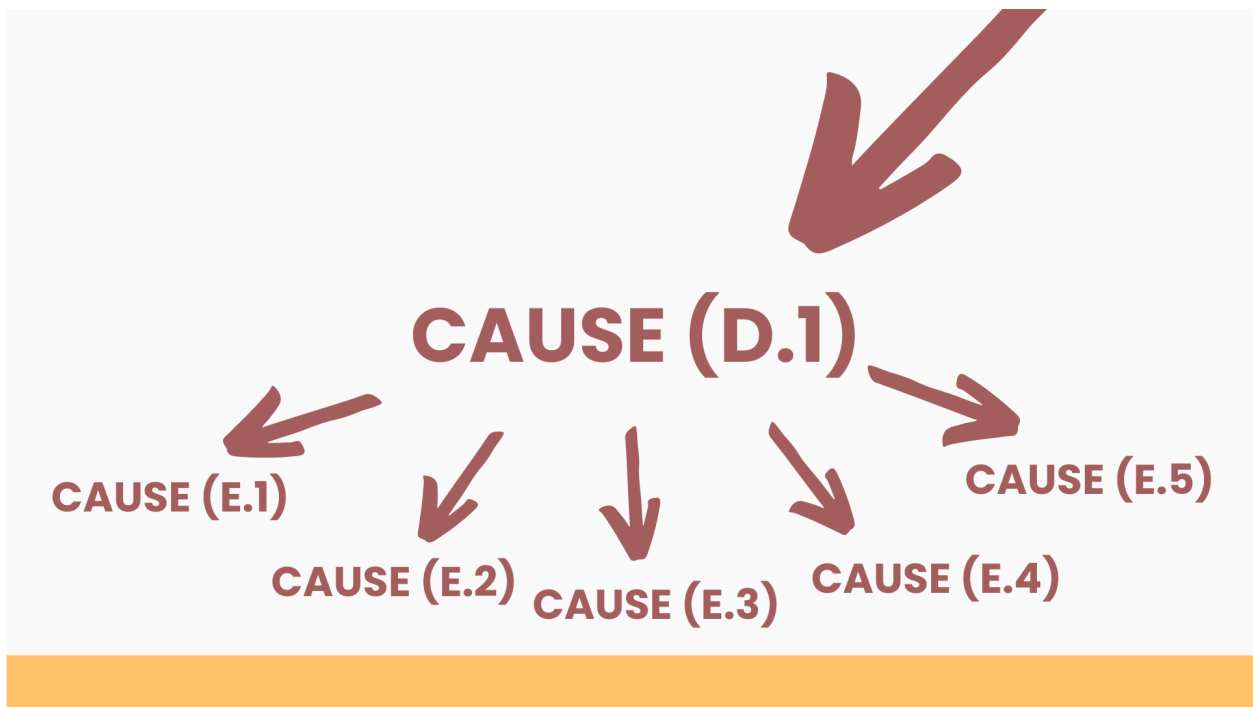 CAUSE (D.1)
CAUSE (E.1)
CAUSE (E.2)
CAUSE (E.3)
CAUSE (E.4)
CAUSE (E.5)